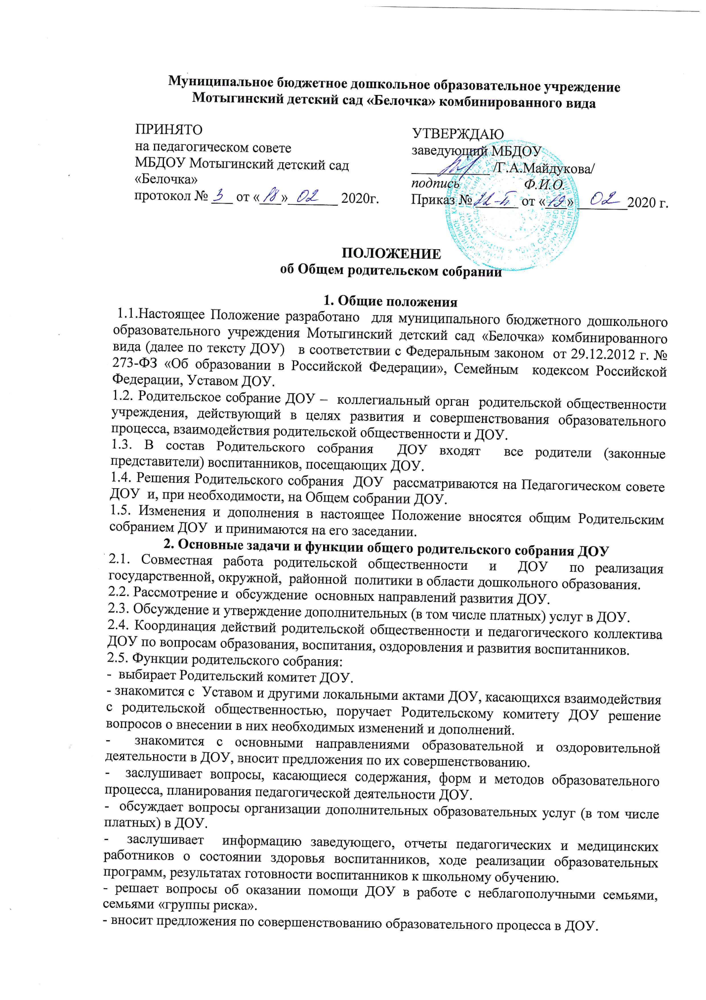 Муниципальное бюджетное дошкольное образовательное учреждение
Мотыгинский детский сад «Белочка» комбинированного вида
ПРИНЯТО
на педагогическом совете
МБДОУ Мотыгинский детский сад
«Белочка»
протокол № 3 от «18» 02 2020г.
УТВЕРЖДАЮ
заведующий МБДОУ
/Г.А.Майдукова/
подпись Ф.И.О.
Приказ № от «19» 02 2020 г.
ПОЛОЖЕНИЕ
об Общем родительском собрании
1. Общие положения
1.1.Настоящее Положение разработано для муниципального бюджетного дошкольного
образовательного учреждения Мотыгинский детский сад «Белочка» комбинированного
вида (далее по тексту ДОУ) в соответствии с Федеральным законом от 29.12.2012 г. №
273-ФЗ «Об образовании в Российской Федерации», Семейным кодексом Российской
Федерации, Уставом ДОУ.
1.2. Родительское собрание ДОУ – коллегиальный орган родительской общественности
учреждения, действующий в целях развития и совершенствования образовательного
процесса, взаимодействия родительской общественности и ДОУ.
1.3. В состав Родительского собрания ДОУ входят все родители (законные
представители) воспитанников, посещающих ДОУ.
1.4. Решения Родительского собрания ДОУ рассматриваются на Педагогическом совете
ДОУ и, при необходимости, на Общем собрании ДОУ.
1.5. Изменения и дополнения в настоящее Положение вносятся общим Родительским
собранием ДОУ и принимаются на его заседании.
2. Основные задачи и функции общего родительского собрания ДОУ
2.1. Совместная работа родительской общественности и ДОУ по реализация
государственной, окружной, районной политики в области дошкольного образования.
2.2. Рассмотрение и обсуждение основных направлений развития ДОУ.
2.3. Обсуждение и утверждение дополнительных (в том числе платных) услуг в ДОУ.
2.4. Координация действий родительской общественности и педагогического коллектива
ДОУ по вопросам образования, воспитания, оздоровления и развития воспитанников.
2.5. Функции родительского собрания:
- выбирает Родительский комитет ДОУ.
- знакомится с Уставом и другими локальными актами ДОУ, касающихся взаимодействия
с родительской общественностью, поручает Родительскому комитету ДОУ решение
вопросов о внесении в них необходимых изменений и дополнений.
- знакомится с основными направлениями образовательной и оздоровительной
деятельности в ДОУ, вносит предложения по их совершенствованию.
- заслушивает вопросы, касающиеся содержания, форм и методов образовательного
процесса, планирования педагогической деятельности ДОУ.
- обсуждает вопросы организации дополнительных образовательных услуг (в том числе
платных) в ДОУ.
- заслушивает информацию заведующего, отчеты педагогических и медицинских
работников о состоянии здоровья воспитанников, ходе реализации образовательных
программ, результатах готовности воспитанников к школьному обучению.
- решает вопросы об оказании помощи ДОУ в работе с неблагополучными семьями,
семьями «группы риска».
- вносит предложения по совершенствованию образовательного процесса в ДОУ.